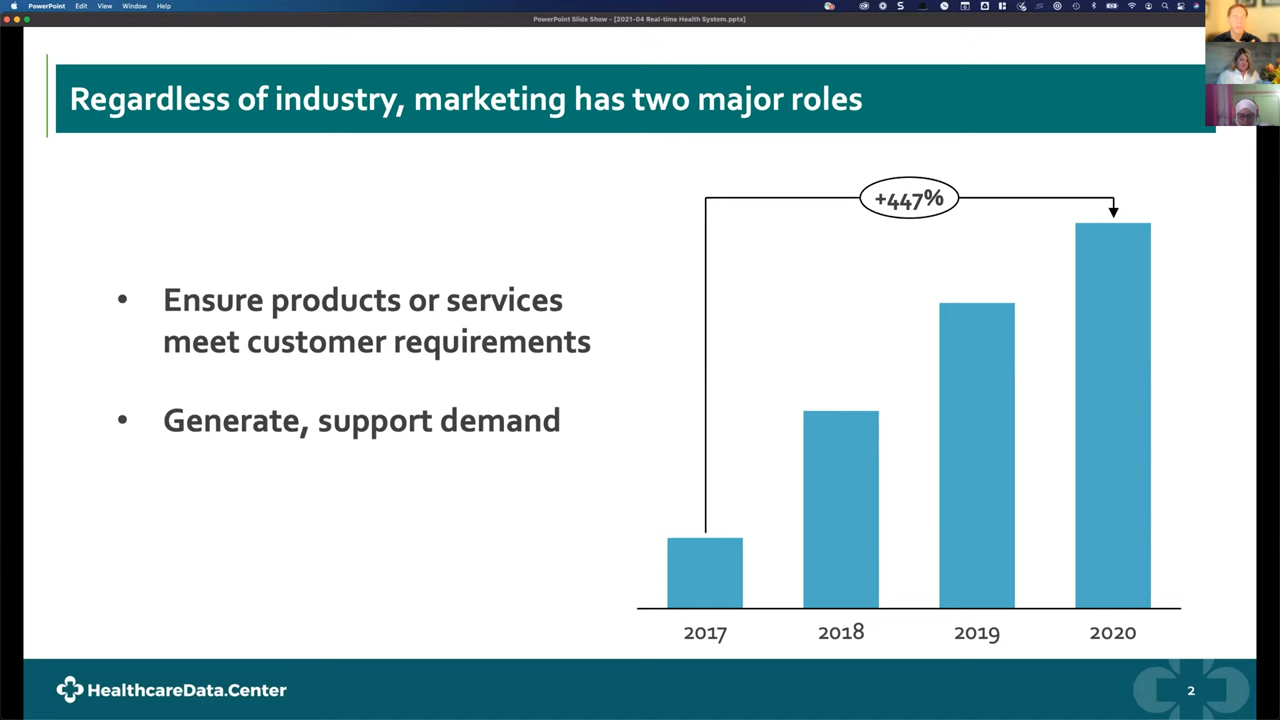 PowerPoint Edit View Window Help
PowerPoint Slide Show - [2021-04 Real-time Health System.pptx]
Regardless of industry, marketing has two major roles
+447%
• Ensure products or services
meet customer requirements
• Generate, support demand
2017 2018 2019 2020
HealthcareData.Center
2